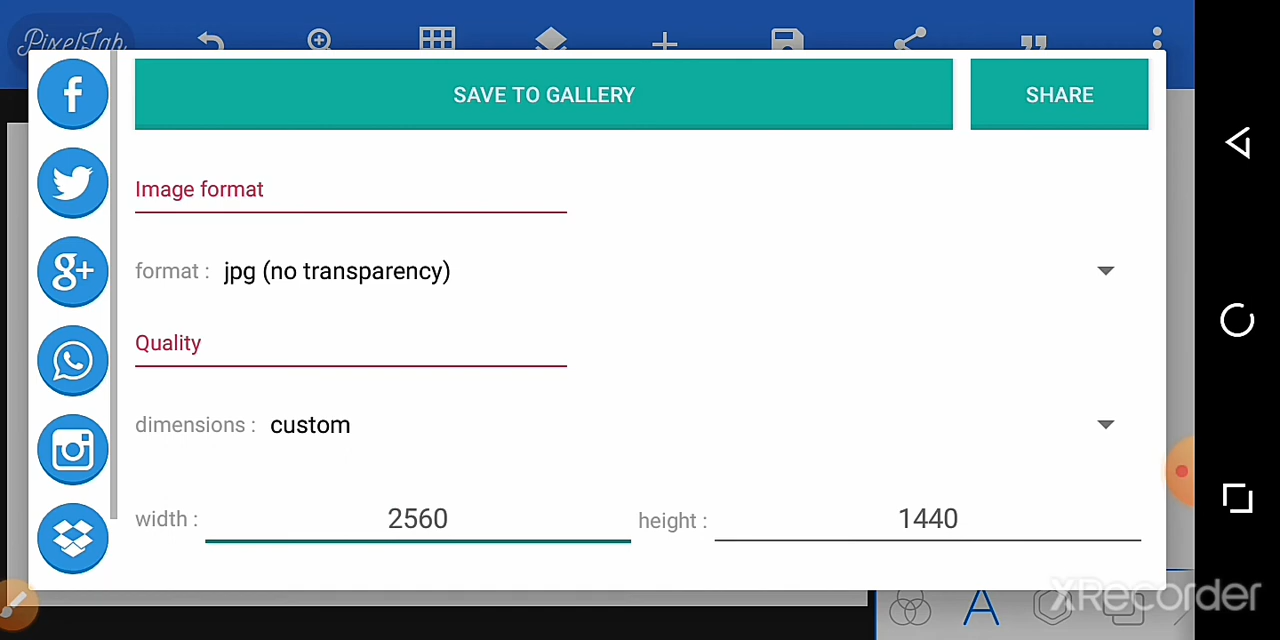 PixelLab
SAVE TO GALLERY
SHARE
Image format
format : jpg (no transparency)
Quality
dimensions : custom
width : 2560 height : 1440
XRecorder